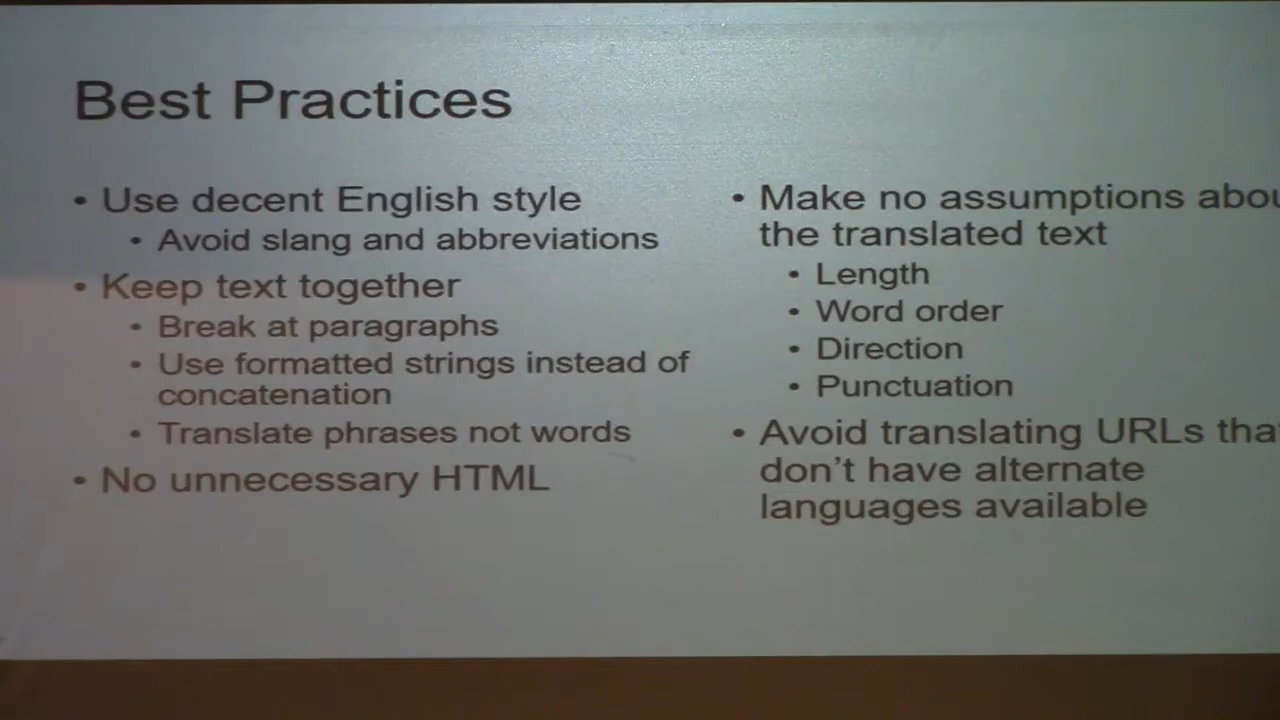 Best Practices
• Use decent English style
• Avoid slang and abbreviations
• Keep text together
• Break at paragraphs
• Use formatted strings instead of
concatenation
• Translate phrases not words
• No unnecessary HTML
• Make no assumptions abou
the translated text
• Length
• Word order
• Direction
• Punctuation
• Avoid translating URLs tha
don't have alternate
languages available